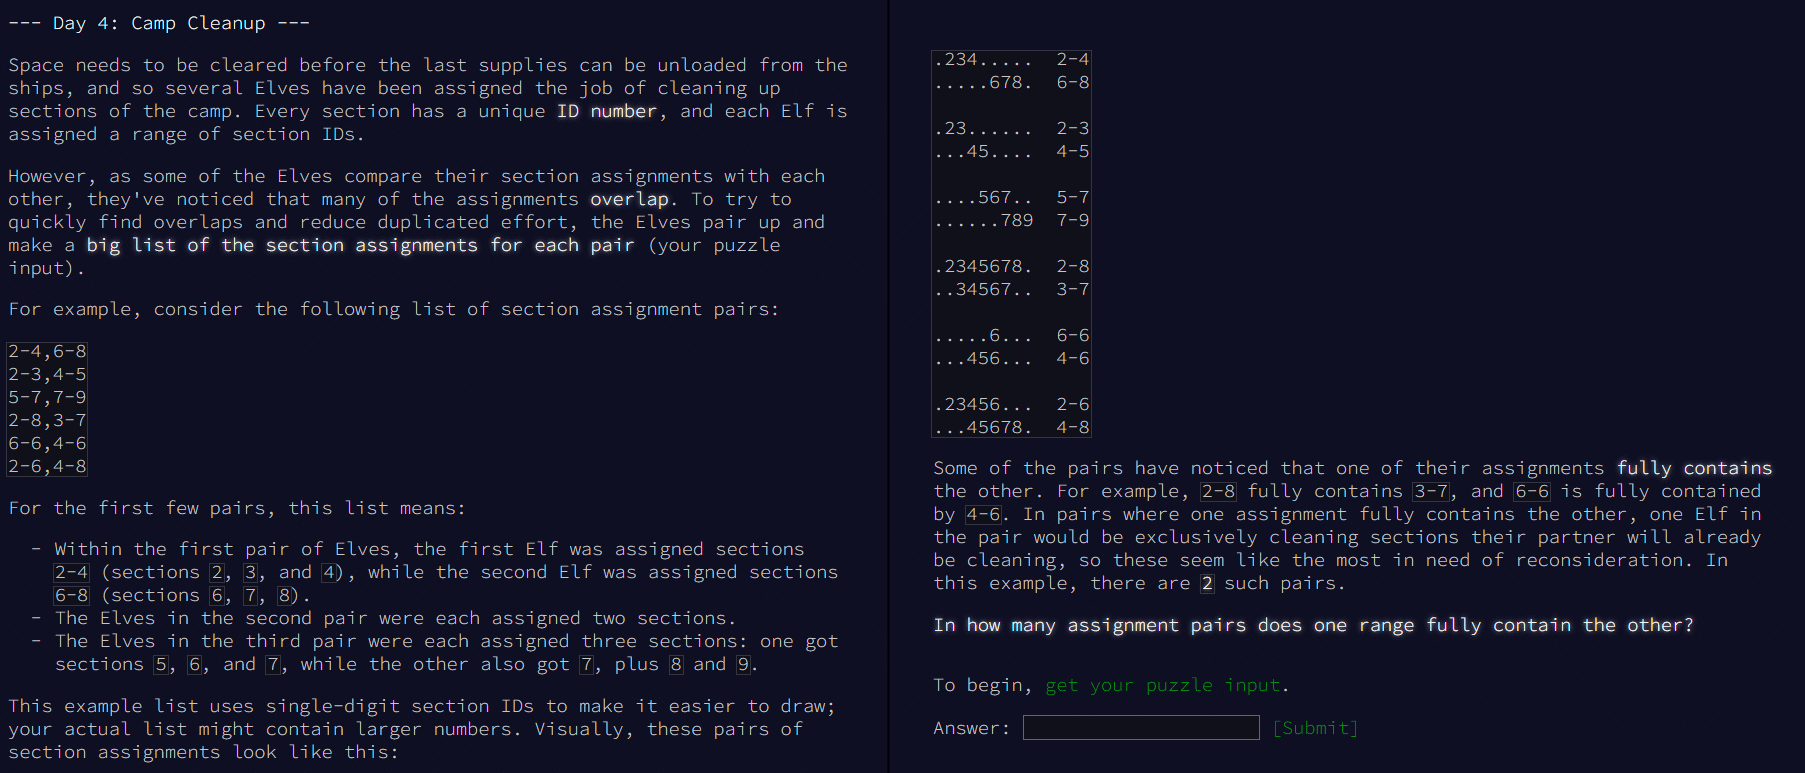 --- Day 4: Camp Cleanup ---
Space needs to be cleared before the last supplies can be unloaded from the
ships, and so several Elves have been assigned the job of cleaning up
sections of the camp. Every section has a unique ID number, and each Elf is
assigned a range of section IDs.
However, as some of the Elves compare their section assignments with each
other, they've noticed that many of the assignments overlap. To try to
quickly find overlaps and reduce duplicated effort, the Elves pair up and
make a big list of the section assignments for each pair (your puzzle
input).
For example, consider the following list of section assignment pairs:
2-4,6-8
2-3,4-5
5-7,7-9
2-8,3-7
6-6,4-6
2-6,4-8
For the first few pairs, this list means:
- Within the first pair of Elves, the first Elf was assigned sections
2-4 (sections 2, 3, and 4), while the second Elf was assigned sections
6-8 (sections 6, 7, 8).
- The Elves in the second pair were each assigned two sections.
- The Elves in the third pair were each assigned three sections: one got
sections 5, 6, and 7, while the other also got 7, plus 8 and 9.
This example list uses single-digit section IDs to make it easier to draw;
your actual list might contain larger numbers. Visually, these pairs of
section assignments look like this:
.234.....  2-4
.....678.  6-8
.23......  2-3
...45....  4-5
....567..  5-7
......789  7-9
.2345678.  2-8
..34567..  3-7
.....6...  6-6
...456...  4-6
.23456...  2-6
...45678.  4-8
Some of the pairs have noticed that one of their assignments fully contains
the other. For example, 2-8 fully contains 3-7, and 6-6 is fully contained
by 4-6. In pairs where one assignment fully contains the other, one Elf in
the pair would be exclusively cleaning sections their partner will already
be cleaning, so these seem like the most in need of reconsideration. In
this example, there are 2 such pairs.
In how many assignment pairs does one range fully contain the other?
To begin, get your puzzle input.
Answer: [Submit]